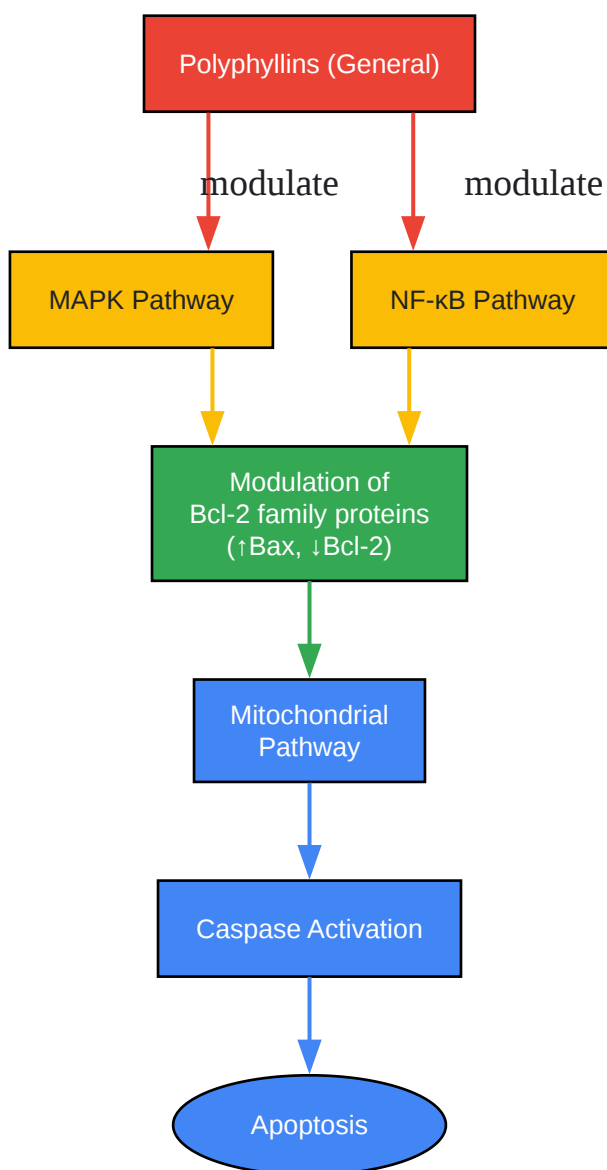 Polyphyllins (General)
modulate
modulate
MAPK Pathway
NF-κB Pathway
Modulation of
Bcl-2 family proteins
(↑Bax, ↓Bcl-2)
Mitochondrial
Pathway
Caspase Activation
Apoptosis